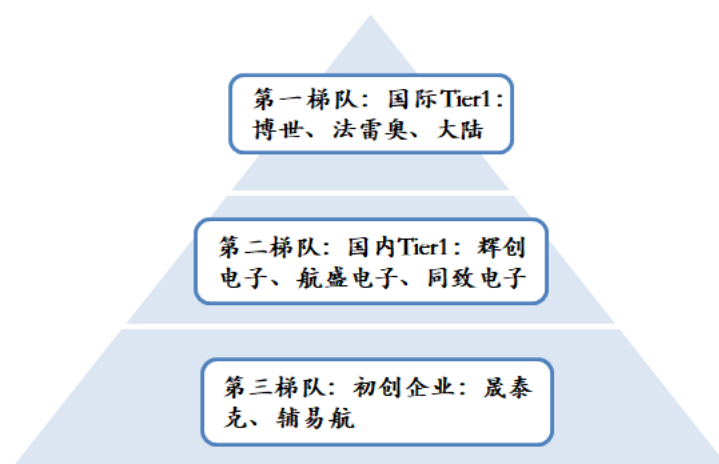 第一梯队：国际Tier1：
博世、法雷奥、大陆
第二梯队：国内Tier1：辉创
电子、航盛电子、同致电子
第三梯队：初创企业：晟泰
克、辅易航